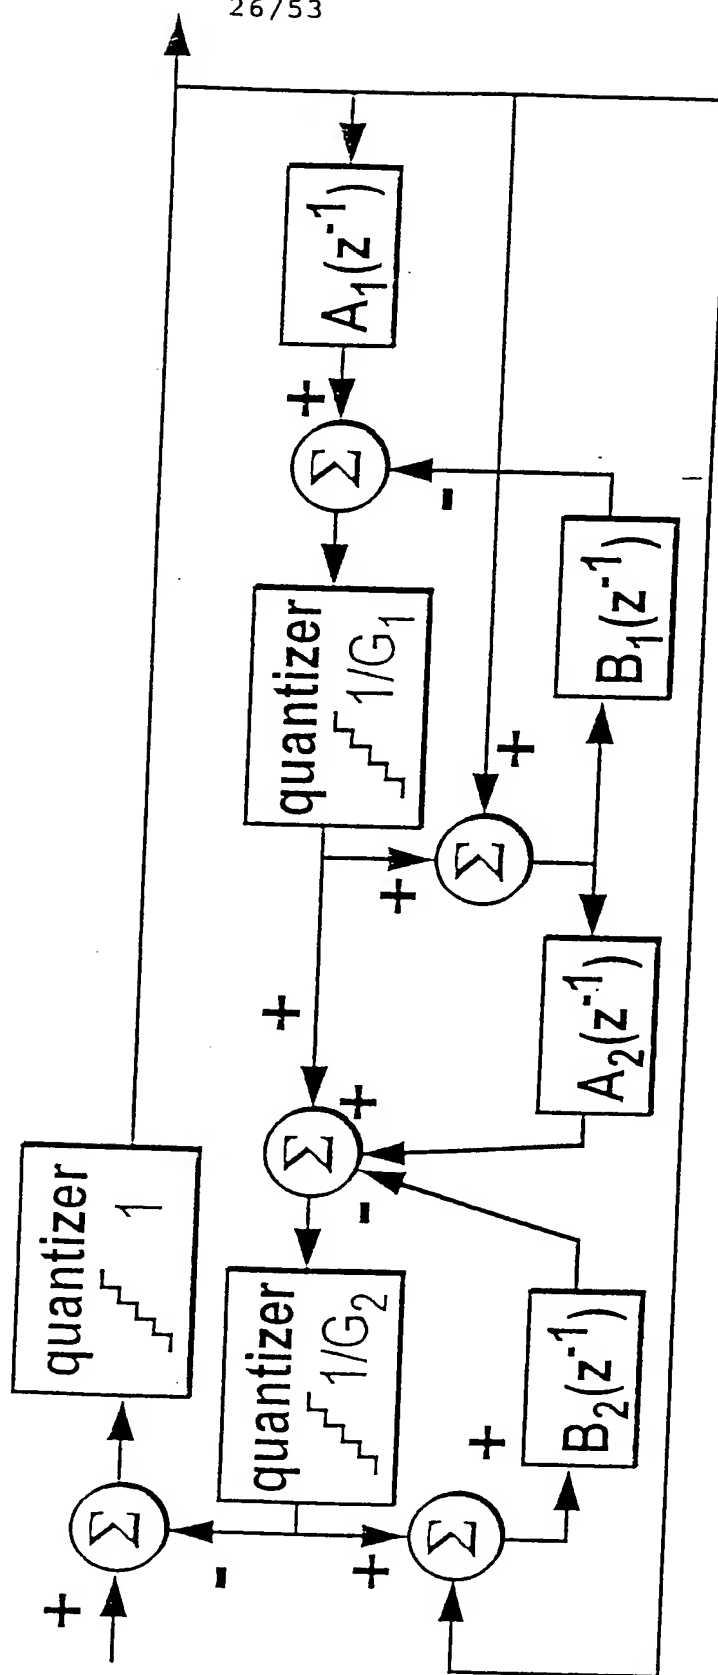 26/53
A₁(z⁻¹)
+
Σ
-
quantizer
1/G₁
B₁(z⁻¹)
+
Σ
+
+
A₂(z⁻¹)
+
Σ
-
quantizer
1
quantizer
1/G₂
B₂(z⁻¹)
+
Σ
+
-
+
Σ